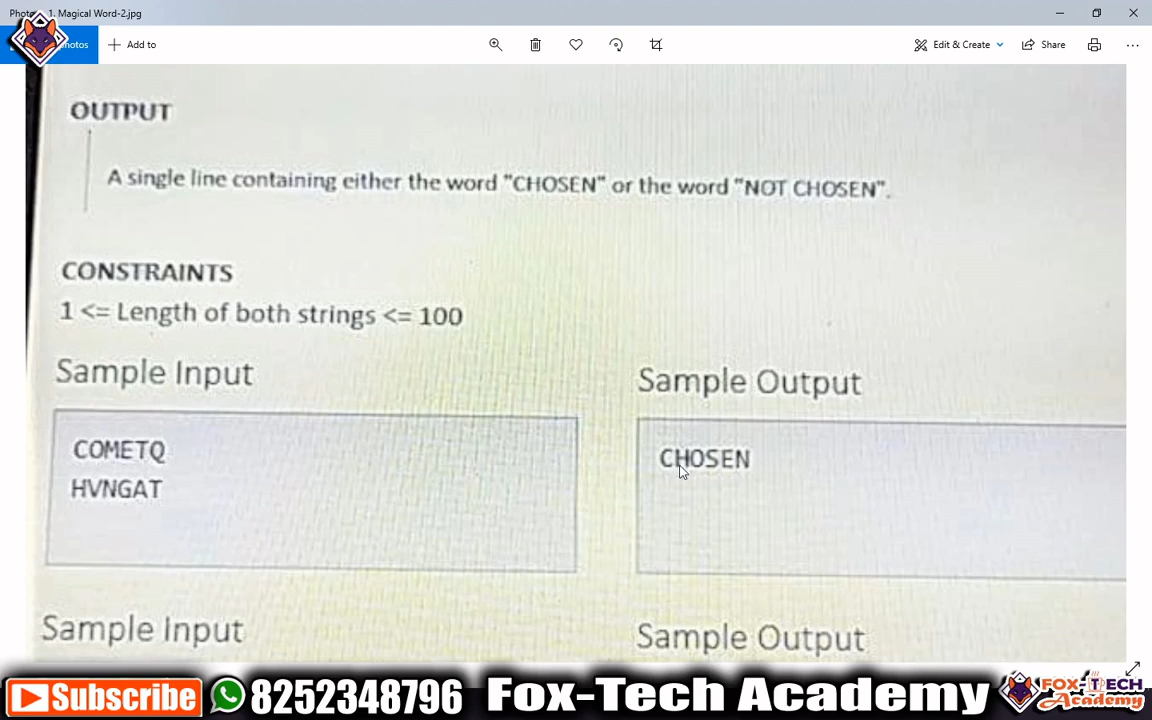 1. Magical Word-2.jpg
Add to
Edit & Create
Share
OUTPUT
A single line containing either the word "CHOSEN" or the word "NOT CHOSEN".
CONSTRAINTS
1 <= Length of both strings <= 100
Sample Input
Sample Output
COMETQ
HVNGAT
CHOSEN
Sample Input
Sample Output
Subscribe
8252348796
Fox-Tech Academy
FOX-TECH
Academy